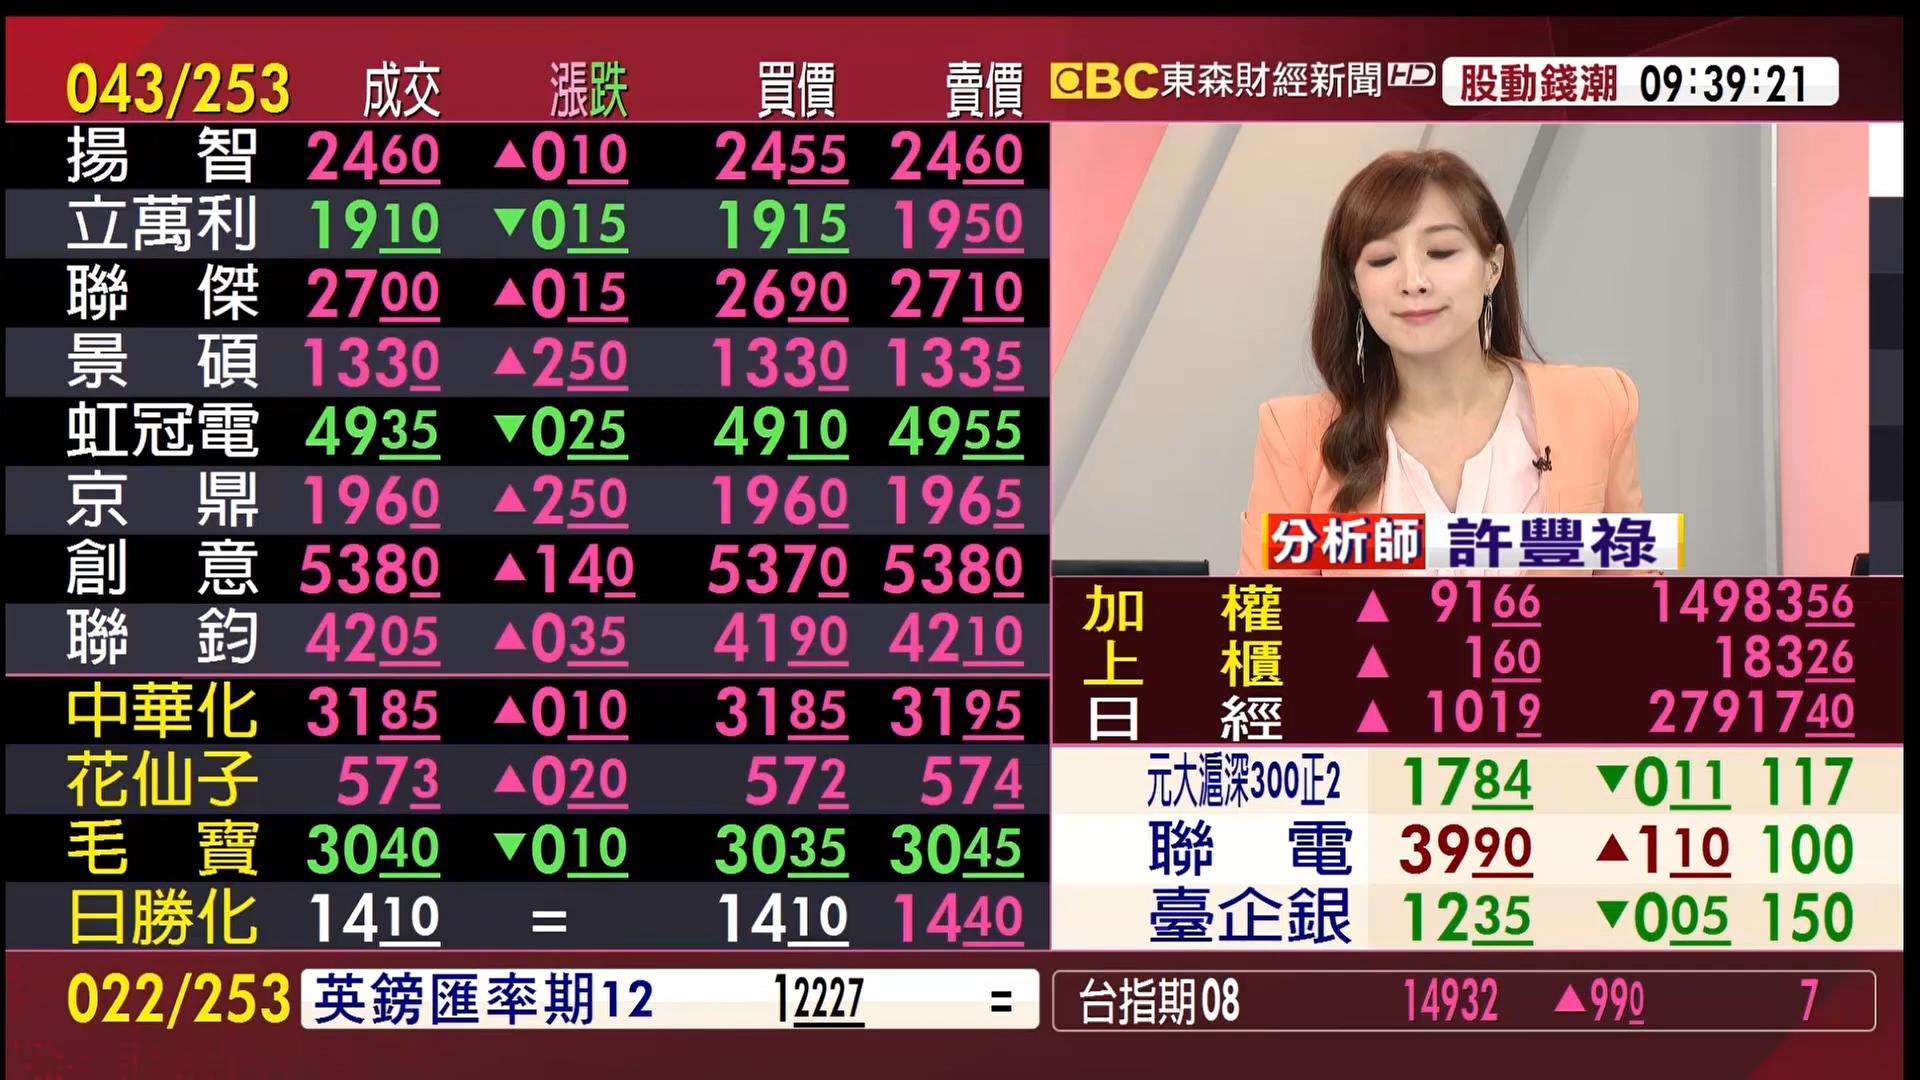 043/253 成交 漲跌 買價 賣價
揚智 2460 ▲010 2455 2460
立萬利 1910 ▼015 1915 1950
聯傑 2700 ▲015 2690 2710
景碩 1330 ▲250 1330 1335
虹冠電 4935 ▼025 4910 4955
京鼎 1960 ▲250 1960 1965
創意 5380 ▲140 5370 5380
聯鈞 4205 ▲035 4190 4210
中華化 3185 ▲010 3185 3195
花仙子 573 ▲020 572 574
毛寶 3040 ▼010 3035 3045
日勝化 1410 = 1410 1440
022/253 英鎊匯率期12 12227 =
EBC東森財經新聞HD 股動錢潮 09:39:21
分析師 許豐祿
加權 ▲ 9166 1498356
上櫃 ▲ 160 18326
日經 ▲ 1019 2791740
元大滬深300正2 1784 ▼011 117
聯電 3990 ▲110 100
臺企銀 1235 ▼005 150
台指期08 14932 ▲990 7